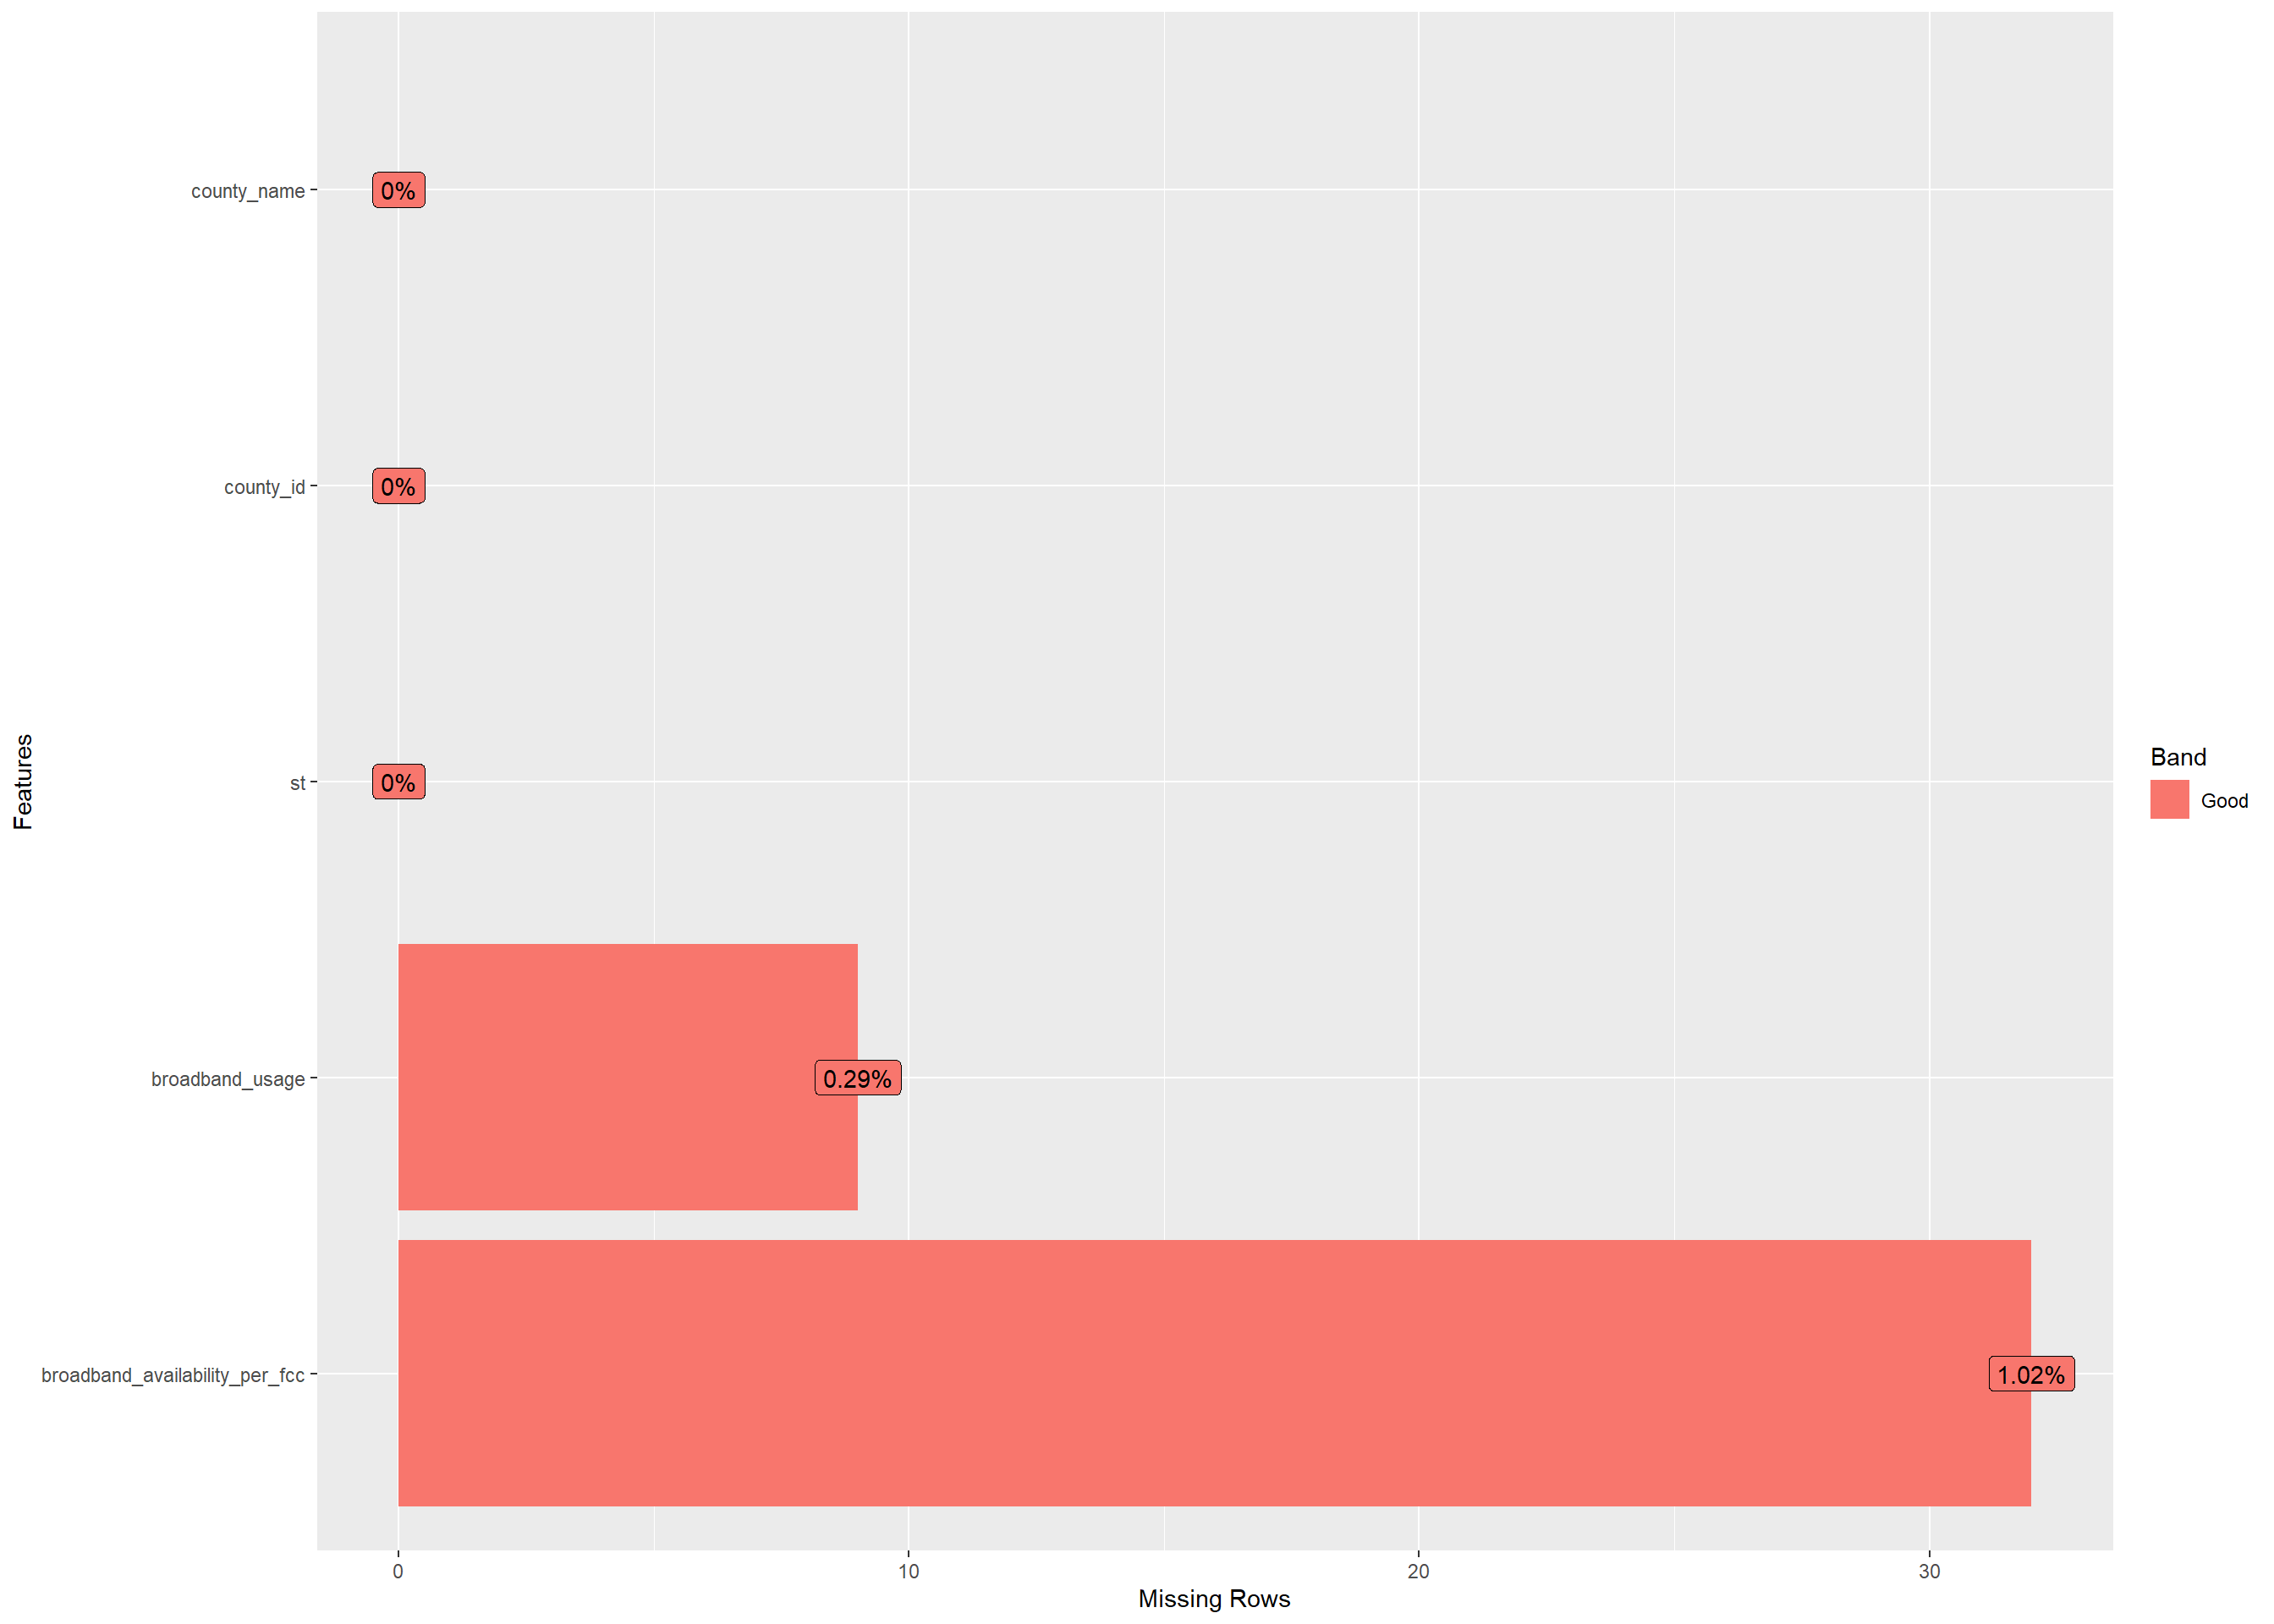 county_name
0%
county_id
0%
st
0%
broadband_usage
0.29%
broadband_availability_per_fcc
1.02%
Features
0
10
20
30
Missing Rows
Band
Good